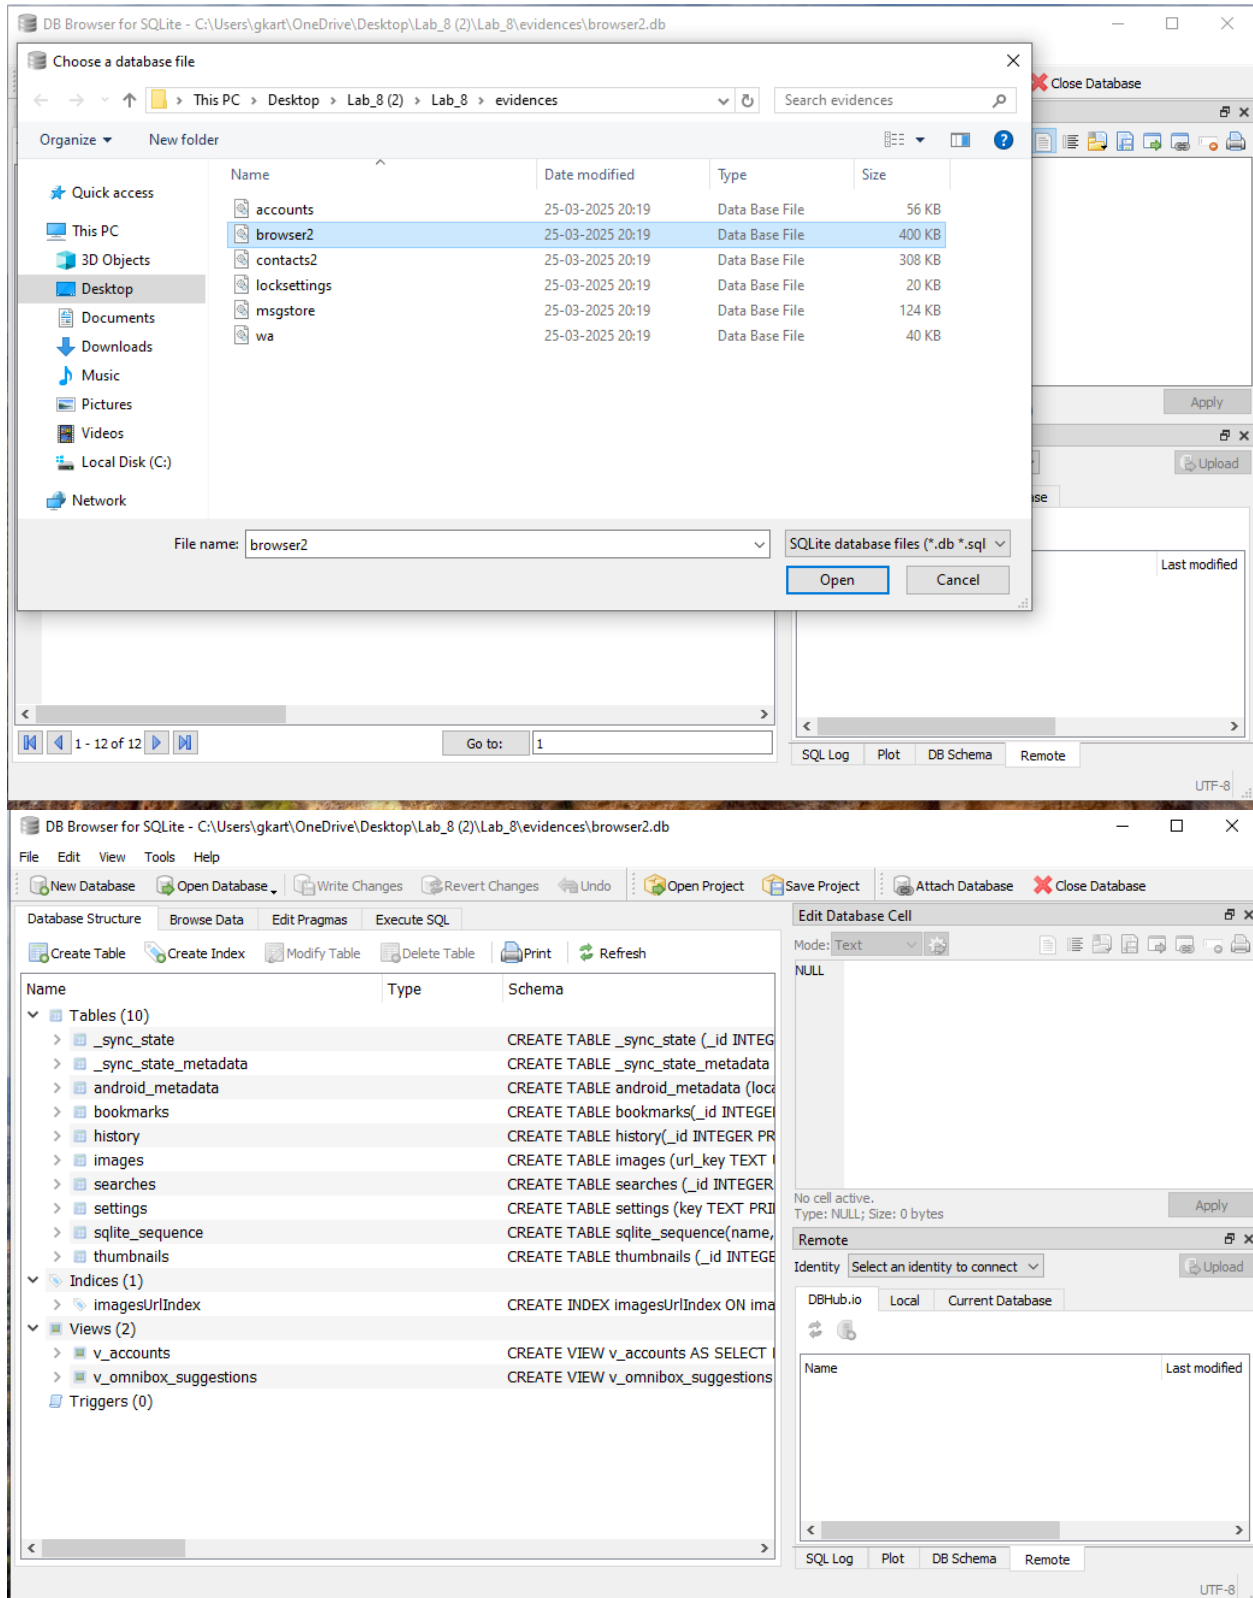 DB Browser for SQLite - C:\Users\gkart\OneDrive\Desktop\Lab_8 (2)\Lab_8\evidences\browser2.db
Choose a database file
This PC > Desktop > Lab_8 (2) > Lab_8 > evidences
Search evidences
Close Database
Organize
New folder
Name Date modified Type Size
Quick access
This PC
3D Objects
Desktop
Documents
Downloads
Music
Pictures
Videos
Local Disk (C:)
Network
accounts 25-03-2025 20:19 Data Base File 56 KB
browser2 25-03-2025 20:19 Data Base File 400 KB
contacts2 25-03-2025 20:19 Data Base File 308 KB
locksettings 25-03-2025 20:19 Data Base File 20 KB
msgstore 25-03-2025 20:19 Data Base File 124 KB
wa 25-03-2025 20:19 Data Base File 40 KB
Apply
Upload
File name: browser2
SQLite database files (*.db *.sql
Open Cancel
Last modified
1 - 12 of 12
Go to: 1
SQL Log Plot DB Schema Remote
UTF-8
DB Browser for SQLite - C:\Users\gkart\OneDrive\Desktop\Lab_8 (2)\Lab_8\evidences\browser2.db
File Edit View Tools Help
New Database Open Database Write Changes Revert Changes Undo Open Project Save Project Attach Database Close Database
Database Structure Browse Data Edit Pragmas Execute SQL
Create Table Create Index Modify Table Delete Table Print Refresh
Name Type Schema
Tables (10)
_sync_state CREATE TABLE _sync_state (_id INTEG
_sync_state_metadata CREATE TABLE _sync_state_metadata
android_metadata CREATE TABLE android_metadata (loca
bookmarks CREATE TABLE bookmarks(_id INTEGE
history CREATE TABLE history(_id INTEGER PR
images CREATE TABLE images (url_key TEXT
searches CREATE TABLE searches (_id INTEGER
settings CREATE TABLE settings (key TEXT PRI
sqlite_sequence CREATE TABLE sqlite_sequence(name,
thumbnails CREATE TABLE thumbnails (_id INTEGE
Indices (1)
imagesUrlIndex CREATE INDEX imagesUrlIndex ON ima
Views (2)
v_accounts CREATE VIEW v_accounts AS SELECT
v_omnibox_suggestions CREATE VIEW v_omnibox_suggestions
Triggers (0)
Edit Database Cell
Mode: Text
NULL
No cell active.
Type: NULL; Size: 0 bytes
Apply
Remote
Identity Select an identity to connect Upload
DBHub.io Local Current Database
Name Last modified
SQL Log Plot DB Schema Remote
UTF-8